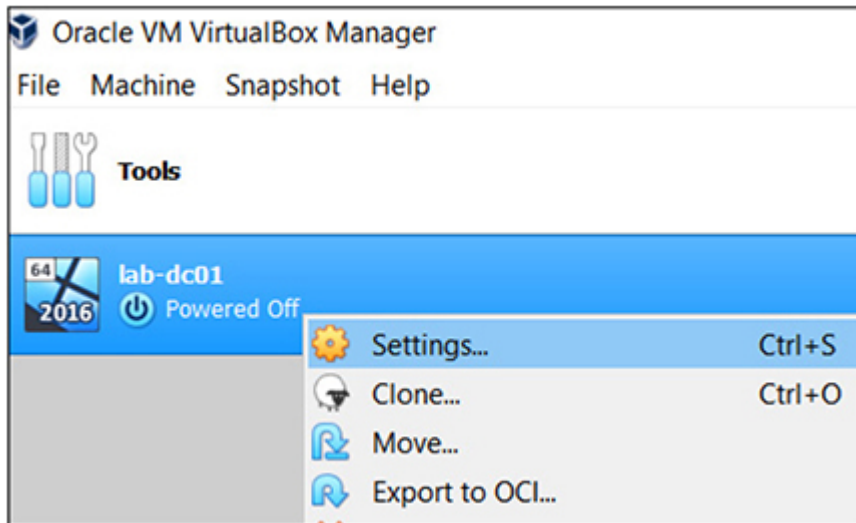 Oracle VM VirtualBox Manager
File Machine Snapshot Help
Tools
64
2016
lab-dc01
Powered Off
Settings... Ctrl+S
Clone... Ctrl+O
Move...
Export to OCI...